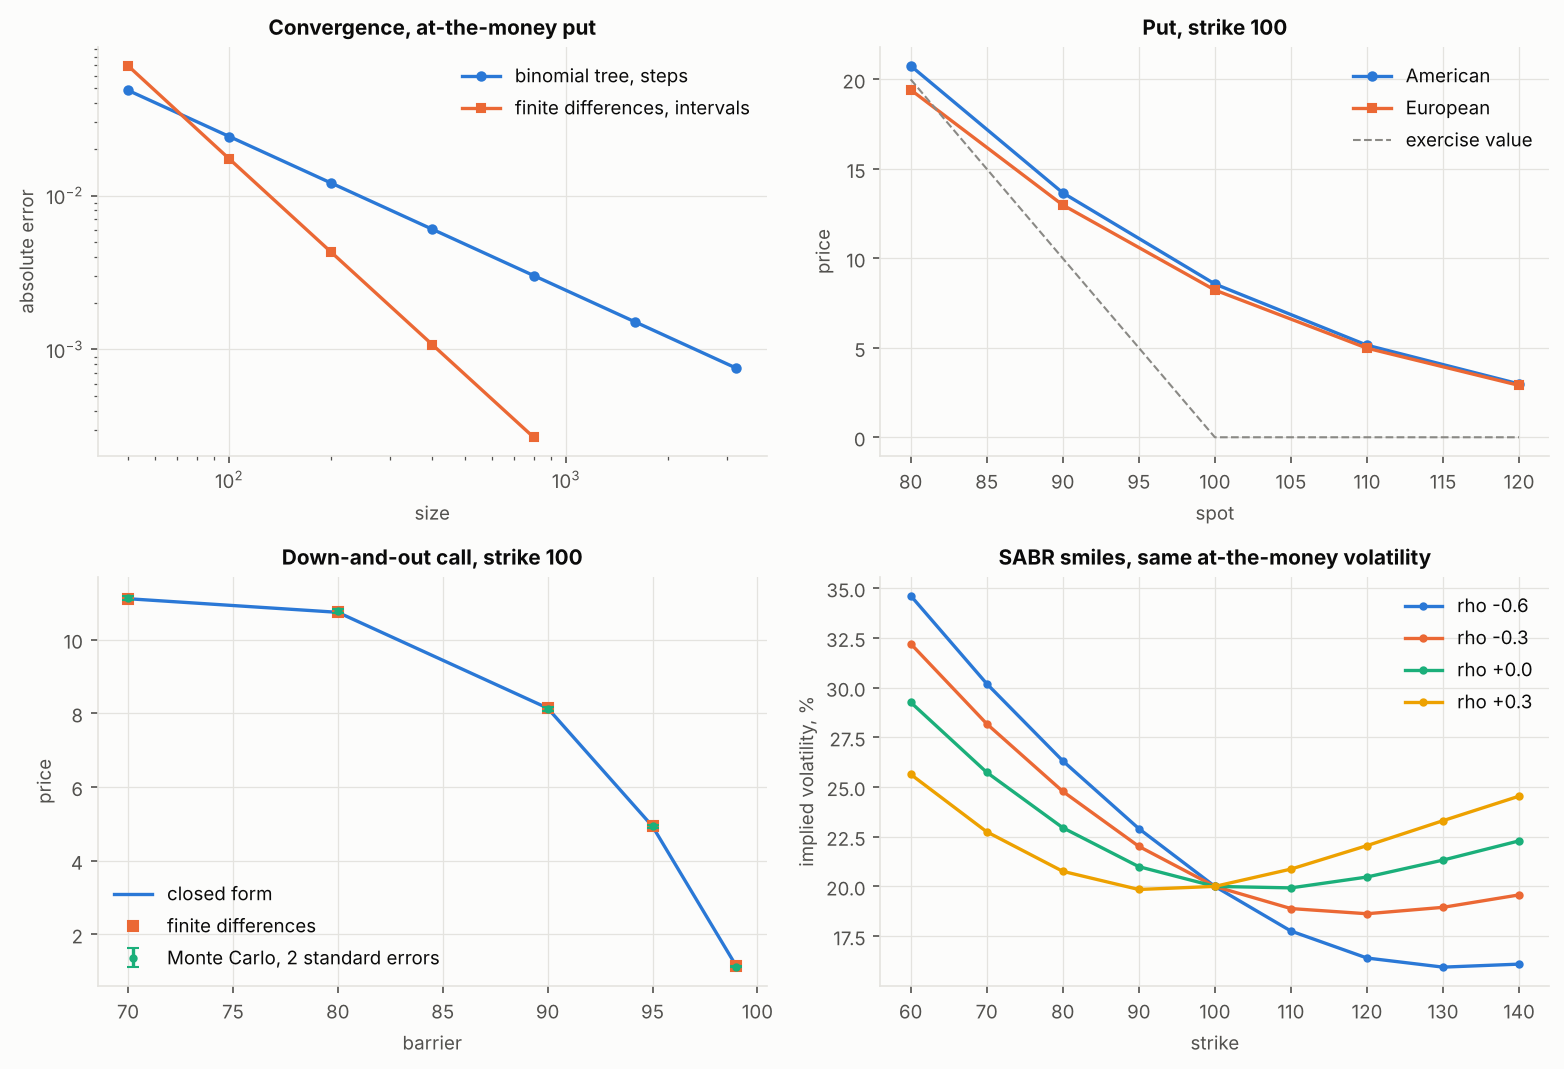 Convergence, at-the-money put
binomial tree, steps
finite differences, intervals
absolute error
10⁻²
10⁻³
10²
10³
size
Put, strike 100
American
European
exercise value
price
20
15
10
5
0
80
85
90
95
100
105
110
115
120
spot
Down-and-out call, strike 100
price
10
8
6
4
2
closed form
finite differences
Monte Carlo, 2 standard errors
70
75
80
85
90
95
100
barrier
SABR smiles, same at-the-money volatility
rho -0.6
rho -0.3
rho +0.0
rho +0.3
implied volatility, %
35.0
32.5
30.0
27.5
25.0
22.5
20.0
17.5
60
70
80
90
100
110
120
130
140
strike